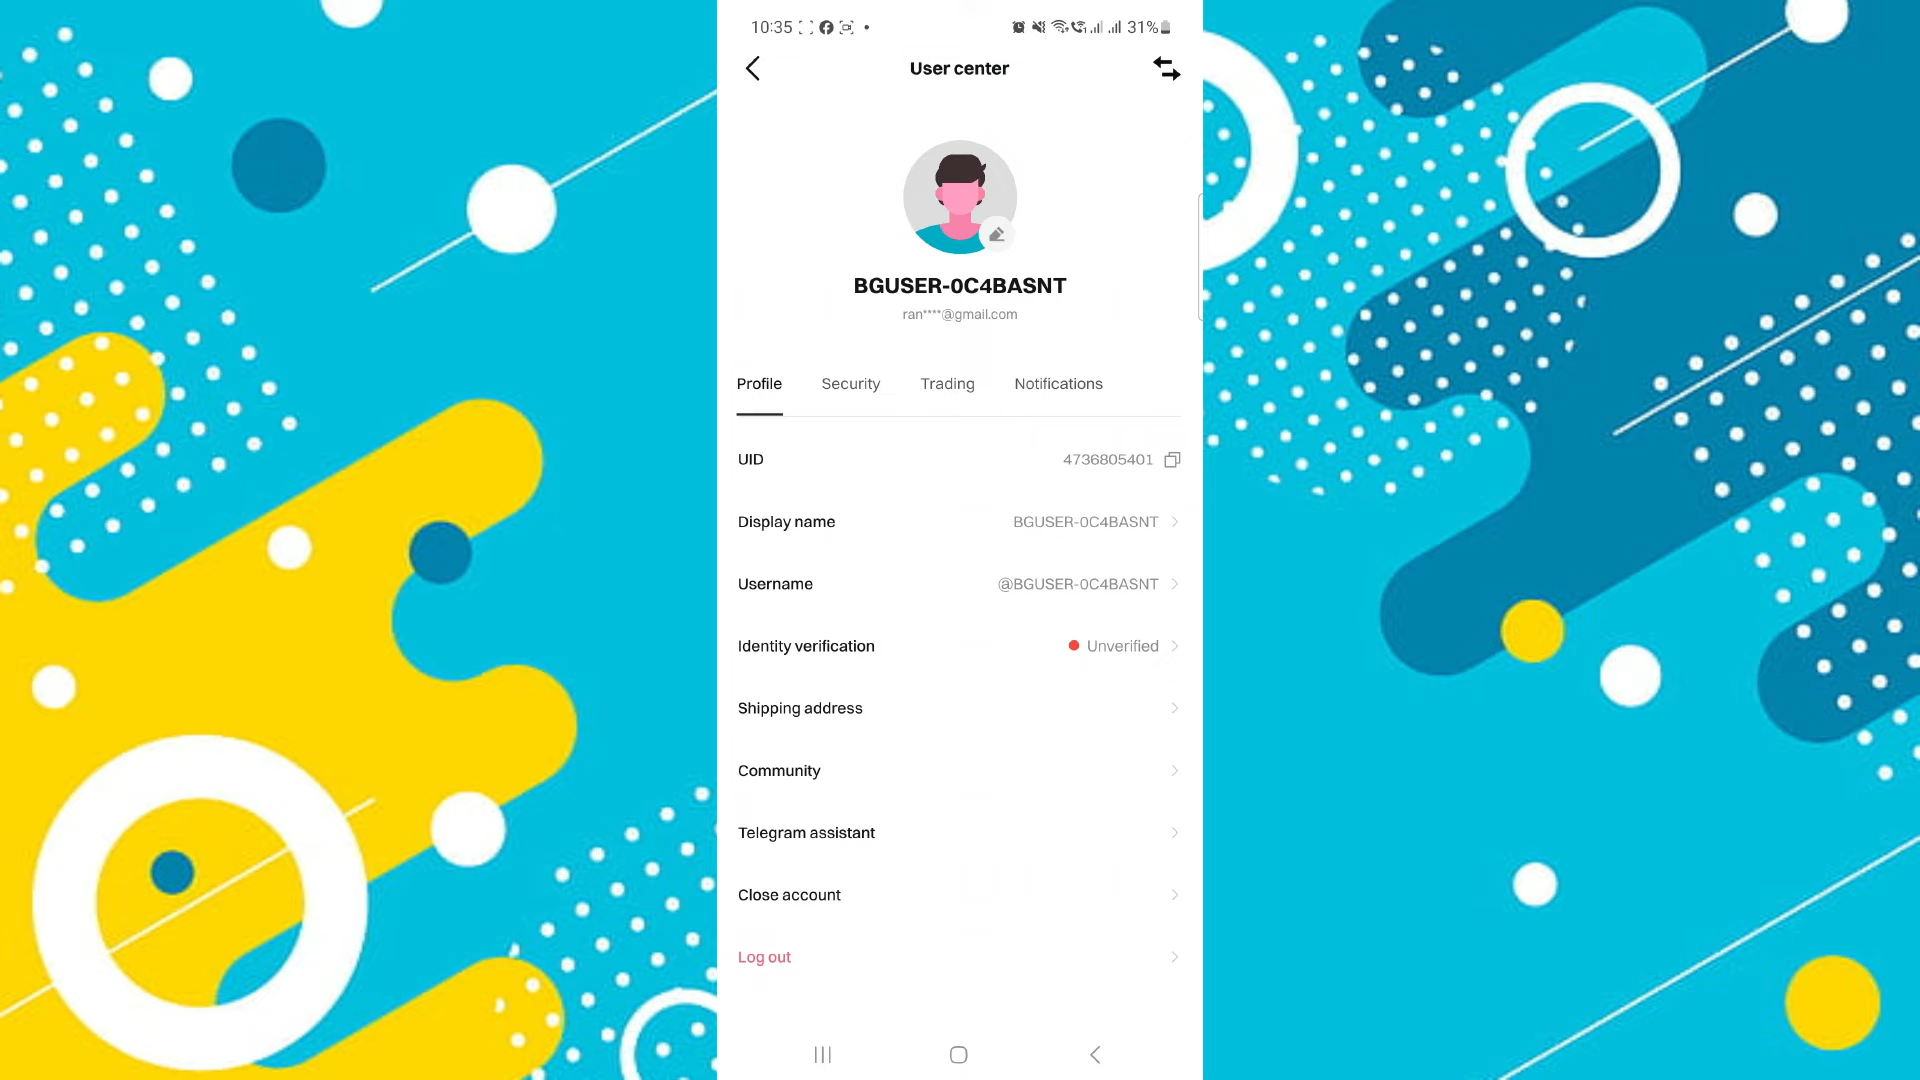 10:35 31%
User center
BGUSER-0C4BASNT
ran****@gmail.com
Profile Security Trading Notifications
UID 4736805401
Display name BGUSER-0C4BASNT
Username @BGUSER-0C4BASNT
Identity verification Unverified
Shipping address
Community
Telegram assistant
Close account
Log out